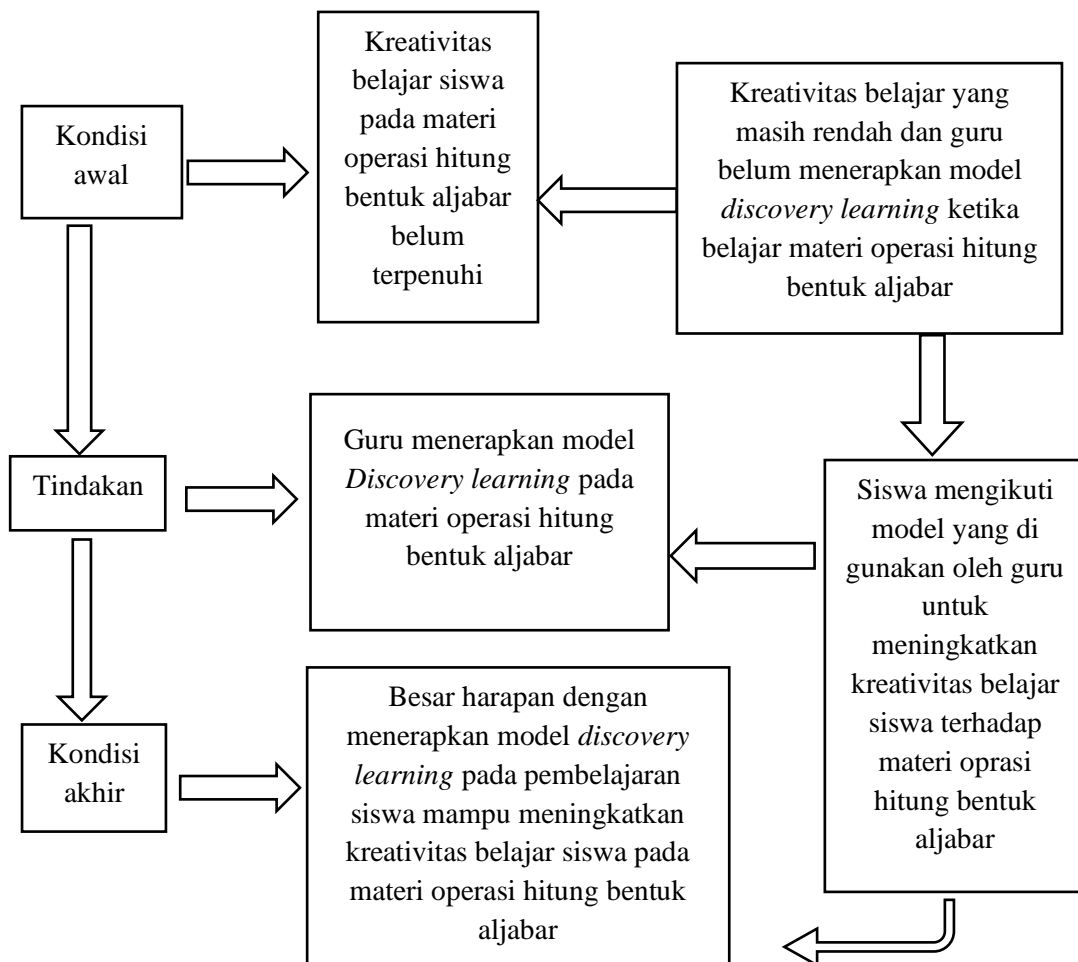 Kondisi
awal
Kreativitas
belajar siswa
pada materi
operasi hitung
bentuk aljabar
belum
terpenuhi
Kreativitas belajar yang
masih rendah dan guru
belum menerapkan model
discovery learning ketika
belajar materi operasi hitung
bentuk aljabar
Tindakan
Guru menerapkan model
Discovery learning pada
materi operasi hitung
bentuk aljabar
Siswa mengikuti
model yang di
gunakan oleh guru
untuk
meningkatkan
kreativitas belajar
siswa terhadap
materi oprasi
hitung bentuk
aljabar
Kondisi
akhir
Besar harapan dengan
menerapkan model discovery
learning pada pembelajaran
siswa mampu meningkatkan
kreativitas belajar siswa pada
materi operasi hitung bentuk
aljabar